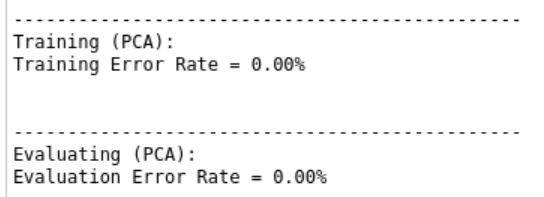 -----------------------------------------------
Training (PCA):
Training Error Rate = 0.00%
-----------------------------------------------
Evaluating (PCA):
Evaluation Error Rate = 0.00%